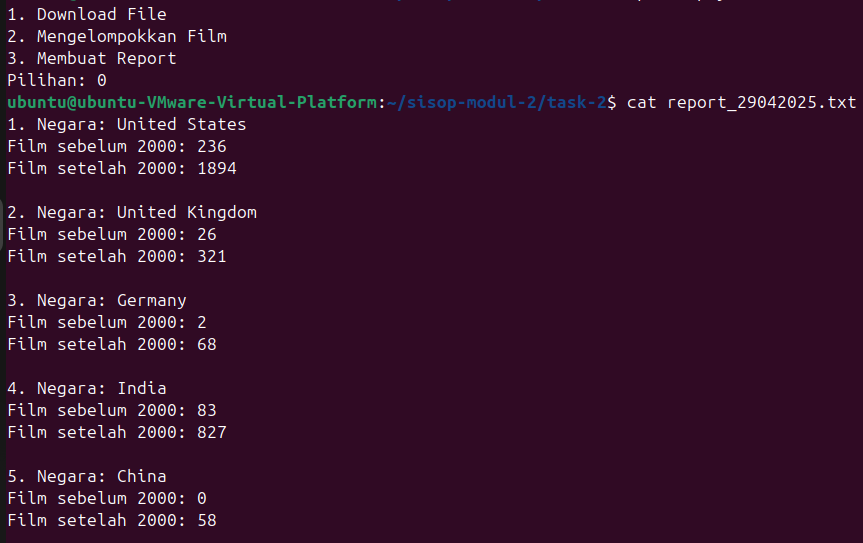 1. Download File
2. Mengelompokkan Film
3. Membuat Report
Pilihan: 0
ubuntu@ubuntu-VMware-Virtual-Platform:~/sisop-modul-2/task-2$ cat report_29042025.txt
1. Negara: United States
Film sebelum 2000: 236
Film setelah 2000: 1894

2. Negara: United Kingdom
Film sebelum 2000: 26
Film setelah 2000: 321

3. Negara: Germany
Film sebelum 2000: 2
Film setelah 2000: 68

4. Negara: India
Film sebelum 2000: 83
Film setelah 2000: 827

5. Negara: China
Film sebelum 2000: 0
Film setelah 2000: 58